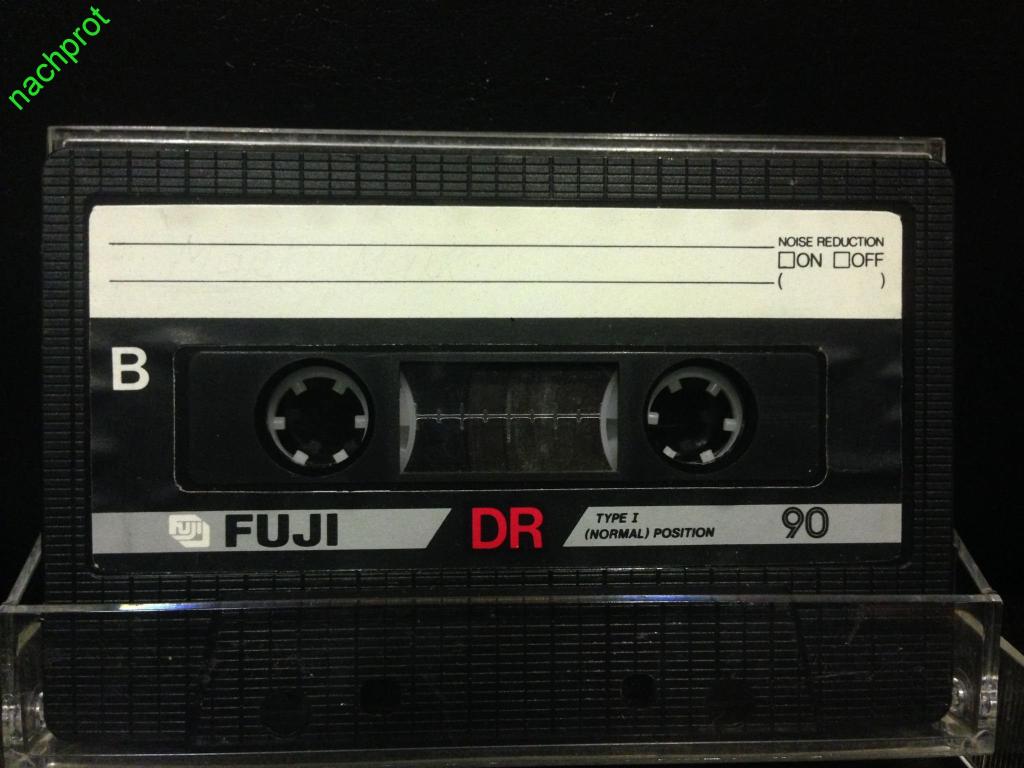 nachprot
NOISE REDUCTION
☐ON ☐OFF
( )
B
FUJI FUJI DR TYPE I 90
(NORMAL) POSITION